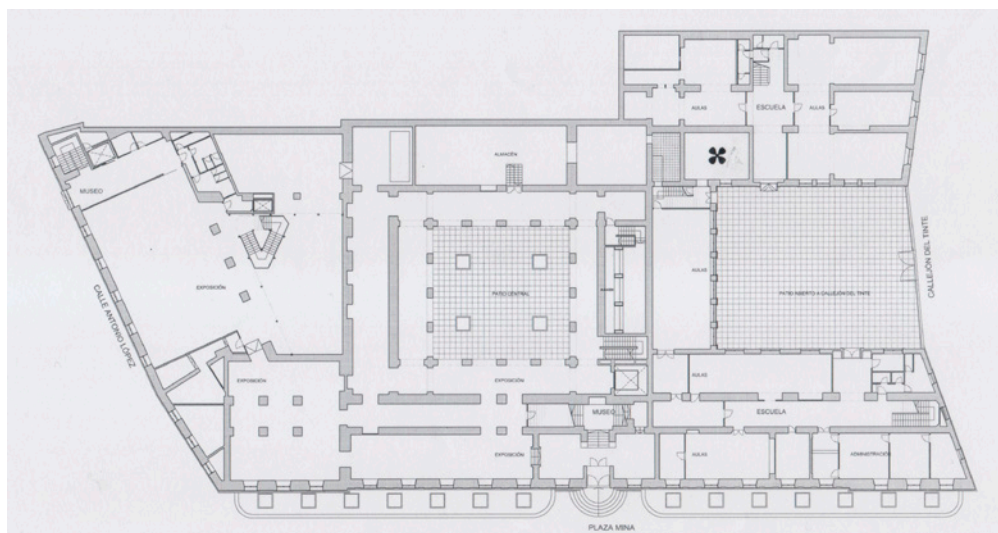 AULAS
ESCUELA
AULAS
ALMACÉN
MUSEO
CALLEJÓN DEL TINTE
AULAS
EXPOSICIÓN
PATIO CENTRAL
PATIO ABIERTO A CALLEJÓN DEL TINTE
CALLE ANTONIO LÓPEZ
EXPOSICIÓN
EXPOSICIÓN
AULAS
MUSEO
ESCUELA
EXPOSICIÓN
AULAS
ADMINISTRACIÓN
PLAZA MINA